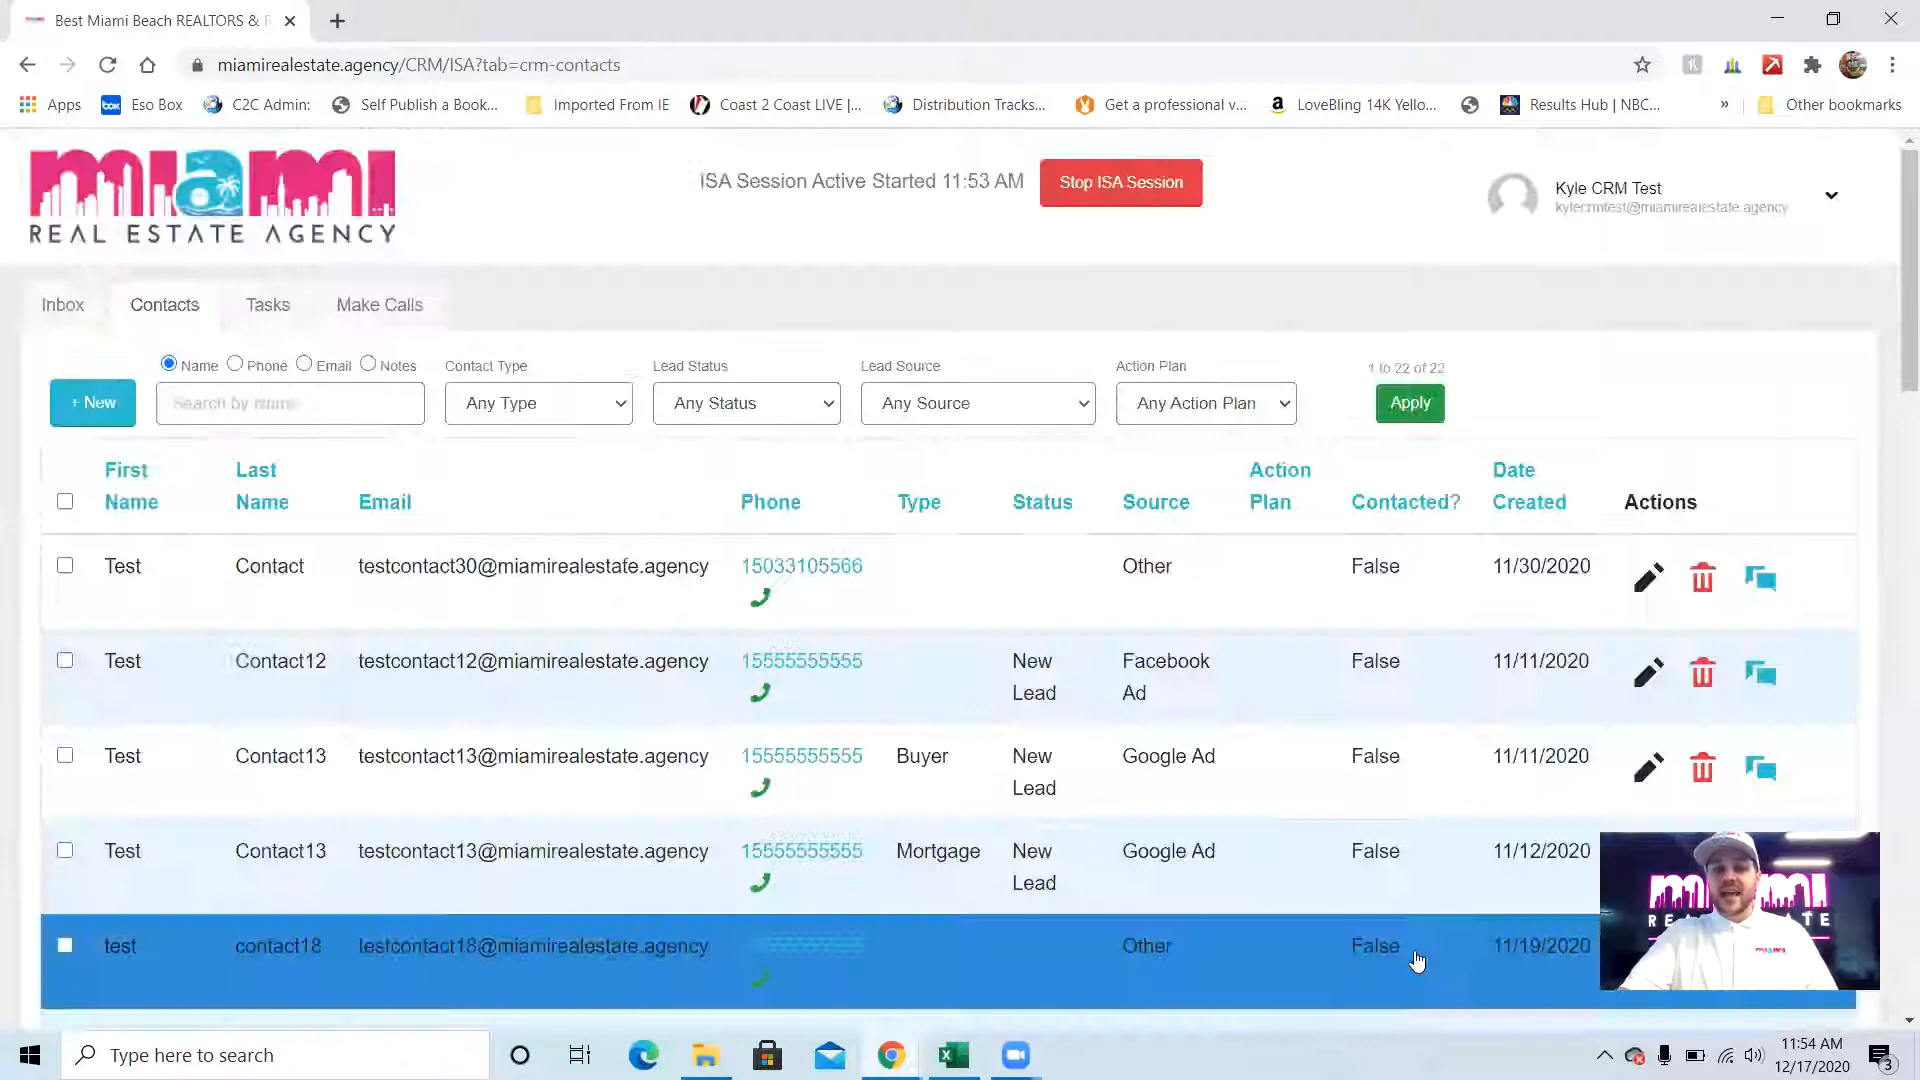 Best Miami Beach REALTORS & R
miamirealestate.agency/CRM/ISA?tab=crm-contacts
Apps Eso Box C2C Admin: Self Publish a Book... Imported From IE Coast 2 Coast LIVE |... Distribution Tracks... Get a professional v... LoveBling 14K Yello... Results Hub | NBC... » Other bookmarks
miami
REAL ESTATE AGENCY
ISA Session Active Started 11:53 AM Stop ISA Session
Kyle CRM Test
kylecrmtest@miamirealestate.agency
Inbox Contacts Tasks Make Calls
Name Phone Email Notes Contact Type Lead Status Lead Source Action Plan 1 to 22 of 22
+ New Search by name Any Type Any Status Any Source Any Action Plan Apply
First Name Last Name Email Phone Type Status Source Action Plan Contacted? Date Created Actions
Test Contact testcontact30@miamirealestate.agency 15033105566 Other False 11/30/2020
Test Contact12 testcontact12@miamirealestate.agency 15555555555 New Lead Facebook Ad False 11/11/2020
Test Contact13 testcontact13@miamirealestate.agency 15555555555 Buyer New Lead Google Ad False 11/11/2020
Test Contact13 testcontact13@miamirealestate.agency 15555555555 Mortgage New Lead Google Ad False 11/12/2020
test contact18 testcontact18@miamirealestate.agency Other False 11/19/2020
Type here to search
11:54 AM
12/17/2020
3